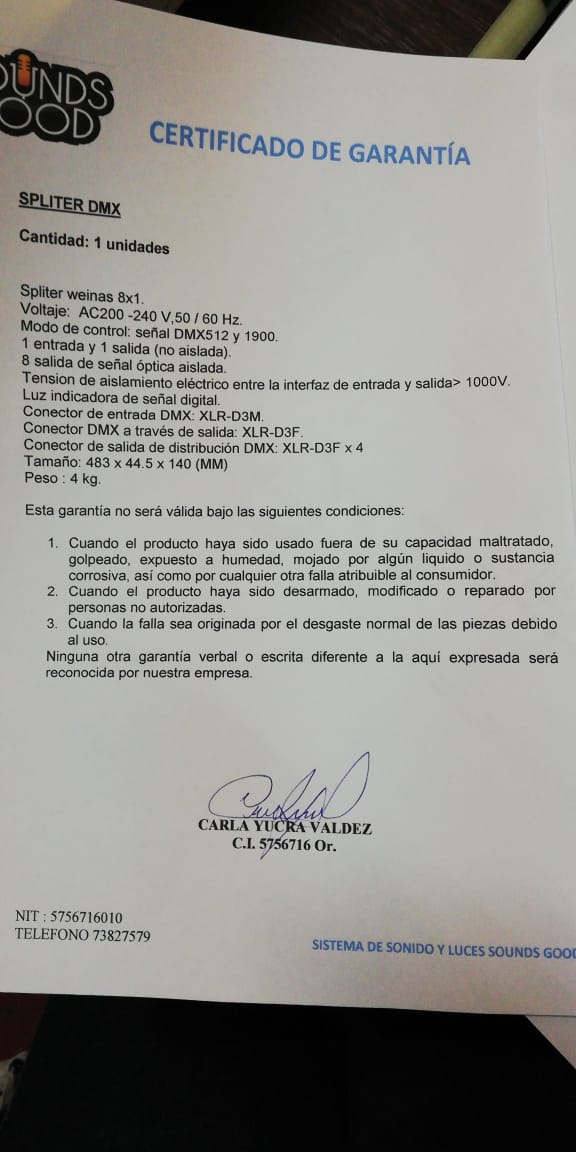 OUNDS
OOD
CERTIFICADO DE GARANTÍA
SPLITER DMX
Cantidad: 1 unidades
Spliter weinas 8x1.
Voltaje:  AC200 -240 V,50 / 60 Hz.
Modo de control: señal DMX512 y 1900.
1 entrada y 1 salida (no aislada).
8 salida de señal óptica aislada.
Tension de aislamiento eléctrico entre la interfaz de entrada y salida> 1000V.
Luz indicadora de señal digital.
Conector de entrada DMX: XLR-D3M.
Conector DMX a través de salida: XLR-D3F.
Conector de salida de distribución DMX: XLR-D3F x 4
Tamaño: 483 x 44.5 x 140 (MM)
Peso : 4 kg.
Esta garantía no será válida bajo las siguientes condiciones:
1. Cuando el producto haya sido usado fuera de su capacidad maltratado,
golpeado, expuesto a humedad, mojado por algún liquido o sustancia
corrosiva, así como por cualquier otra falla atribuible al consumidor.
2. Cuando el producto haya sido desarmado, modificado o reparado por
personas no autorizadas.
3. Cuando la falla sea originada por el desgaste normal de las piezas debido
al uso.
Ninguna otra garantía verbal o escrita diferente a la aquí expresada será
reconocida por nuestra empresa.
CARLA YUCRA VALDEZ
C.I. 5756716 Or.
NIT : 5756716010
TELEFONO 73827579
SISTEMA DE SONIDO Y LUCES SOUNDS GOOD